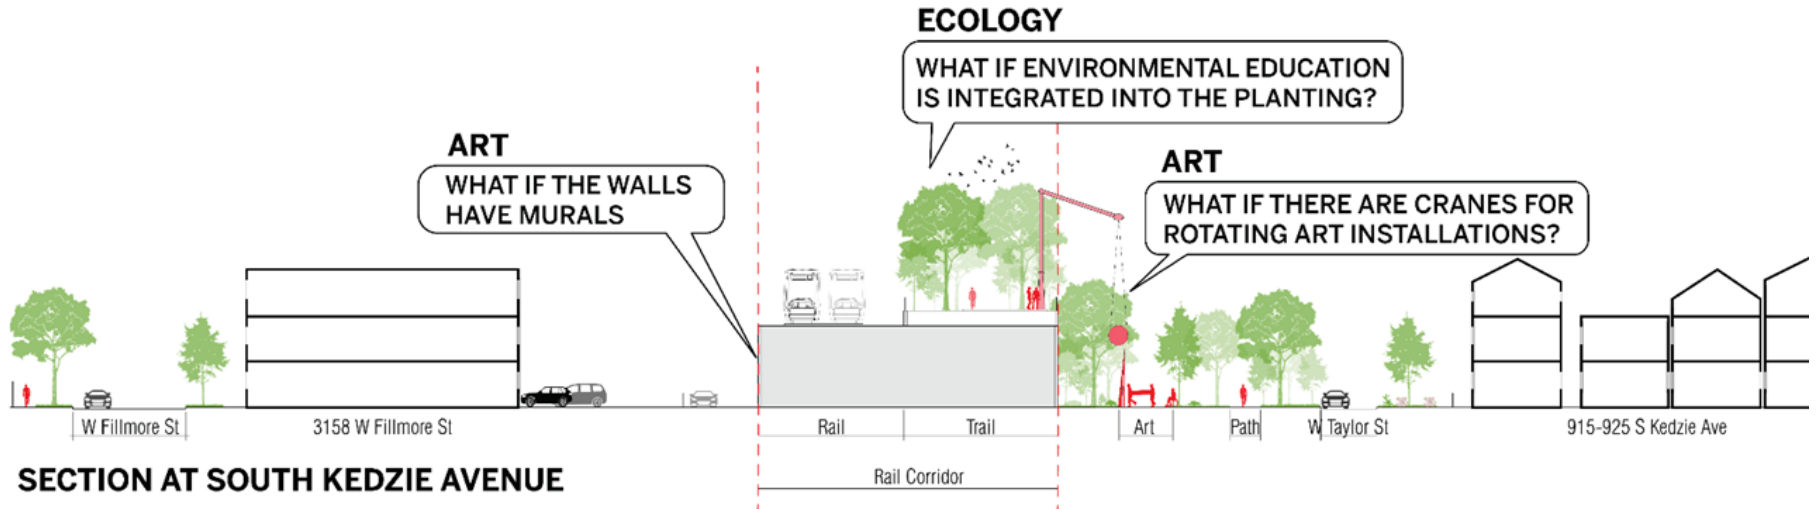 ECOLOGY
WHAT IF ENVIRONMENTAL EDUCATION
IS INTEGRATED INTO THE PLANTING?
ART
WHAT IF THE WALLS
HAVE MURALS
ART
WHAT IF THERE ARE CRANES FOR
ROTATING ART INSTALLATIONS?
W Fillmore St
3158 W Fillmore St
Rail
Trail
Art
Path
W Taylor St
915-925 S Kedzie Ave
Rail Corridor
SECTION AT SOUTH KEDZIE AVENUE